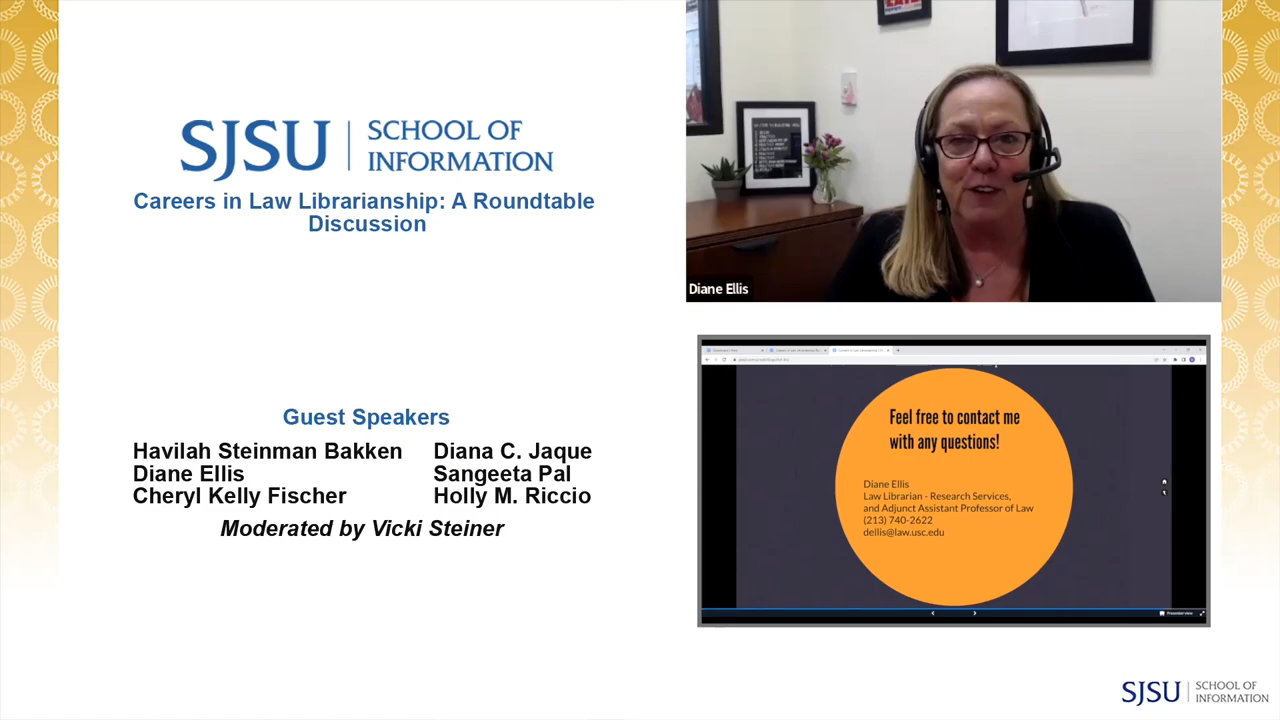 SJSU | SCHOOL OF
INFORMATION
Careers in Law Librarianship: A Roundtable
Discussion
Guest Speakers
Havilah Steinman Bakken
Diane Ellis
Cheryl Kelly Fischer
Diana C. Jaque
Sangeeta Pal
Holly M. Riccio
Moderated by Vicki Steiner
Diane Ellis
Feel free to contact me
with any questions!
Diane Ellis
Law Librarian - Research Services,
and Adjunct Assistant Professor of Law
(213) 740-2622
dellis@law.usc.edu
SJSU | SCHOOL OF
INFORMATION